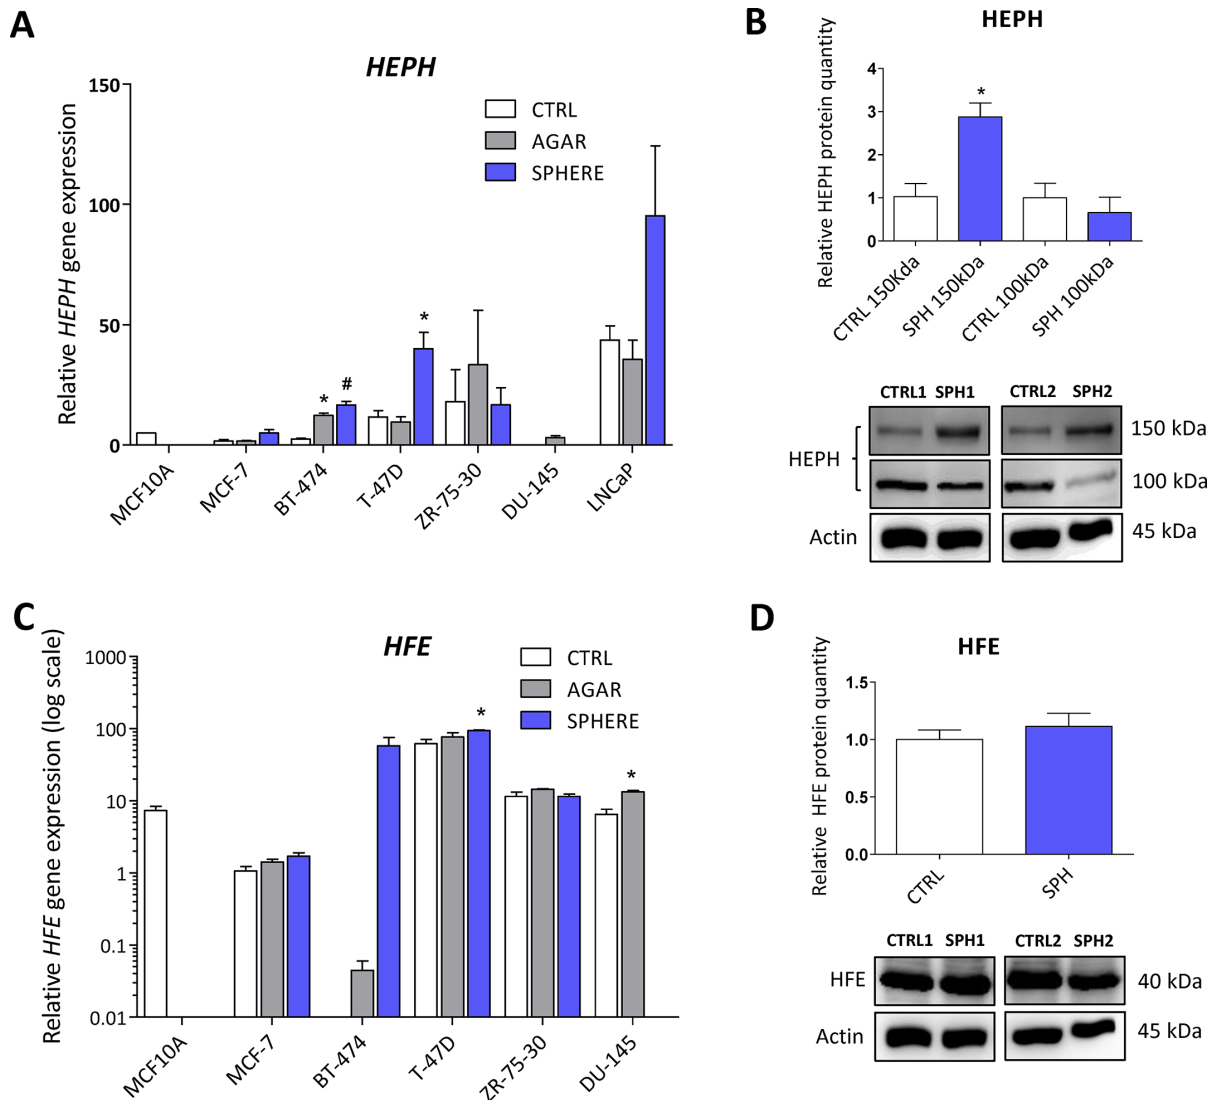 A
HEPH
Relative HEPH gene expression
150
100
50
0
CTRL
AGAR
SPHERE
*
#
*
MCF10A
MCF-7
BT-474
T-47D
ZR-75-30
DU-145
LNCaP
B
HEPH
Relative HEPH protein quantity
4
3
2
1
0
*
CTRL 150Kda
SPH 150kDa
CTRL 100kDa
SPH 100kDa
CTRL1 SPH1 CTRL2 SPH2
HEPH
150 kDa
100 kDa
Actin
45 kDa
C
HFE
Relative HFE gene expression (log scale)
1000
100
10
1
0.1
0.01
CTRL
AGAR
SPHERE
*
*
MCF10A
MCF-7
BT-474
T-47D
ZR-75-30
DU-145
D
HFE
Relative HFE protein quantity
1.5
1.0
0.5
0.0
CTRL
SPH
CTRL1 SPH1 CTRL2 SPH2
HFE
40 kDa
Actin
45 kDa